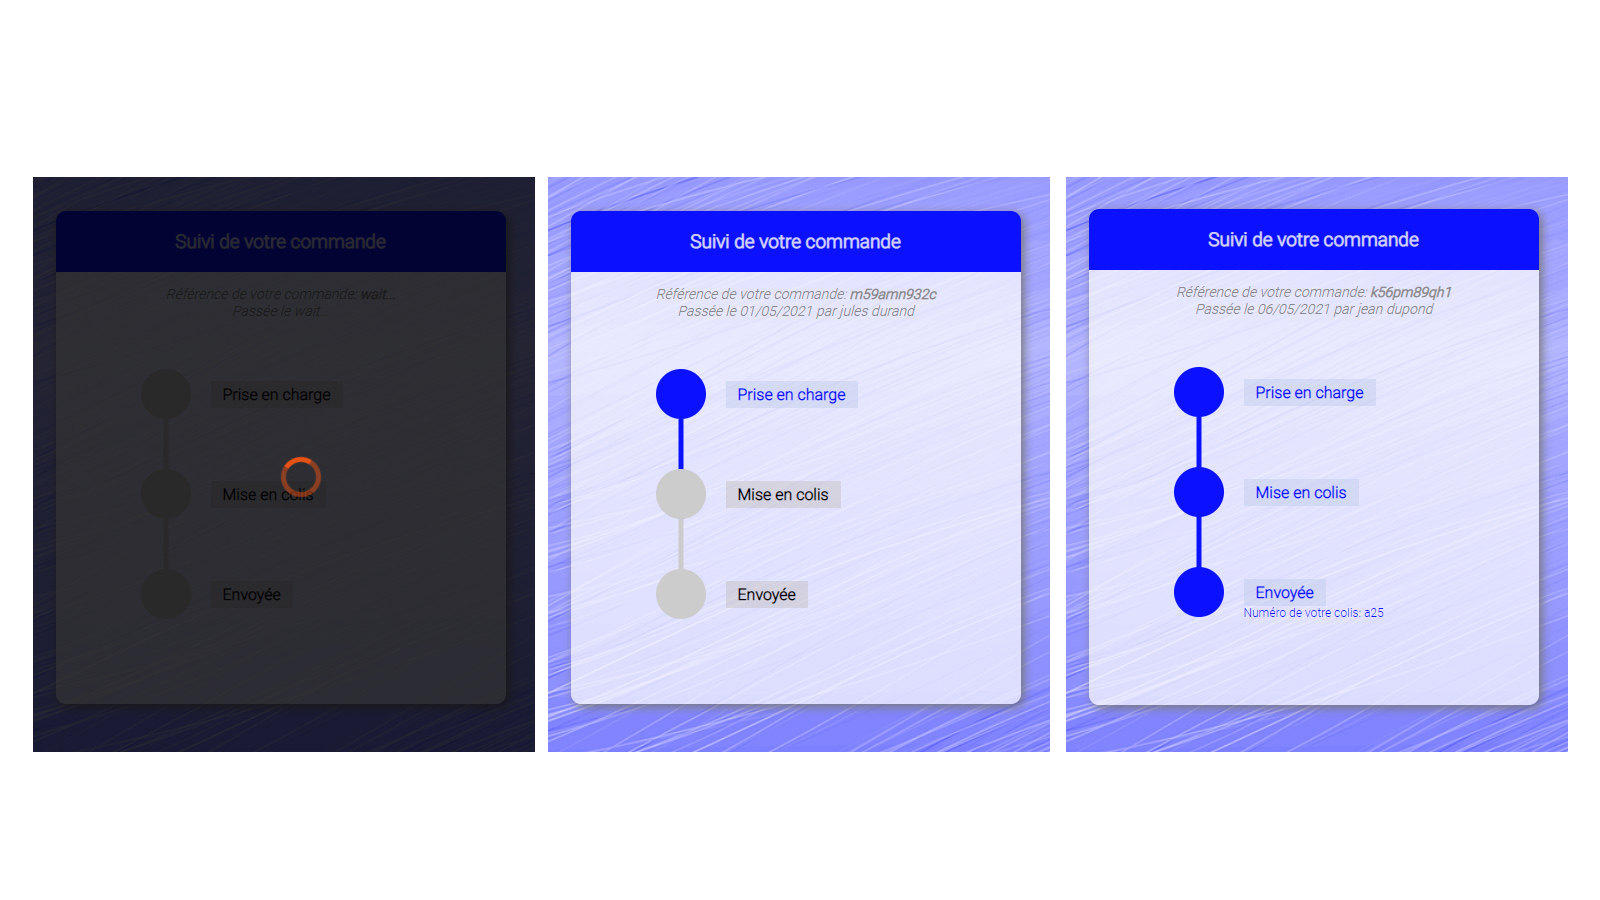 Suivi de votre commande
Référence de votre commande: wait...
Passée le wait...
Prise en charge
Mise en colis
Envoyée
Suivi de votre commande
Référence de votre commande: m59amn932c
Passée le 01/05/2021 par jules durand
Prise en charge
Mise en colis
Envoyée
Suivi de votre commande
Référence de votre commande: k56pm89qh1
Passée le 06/05/2021 par jean dupond
Prise en charge
Mise en colis
Envoyée
Numéro de votre colis: a25